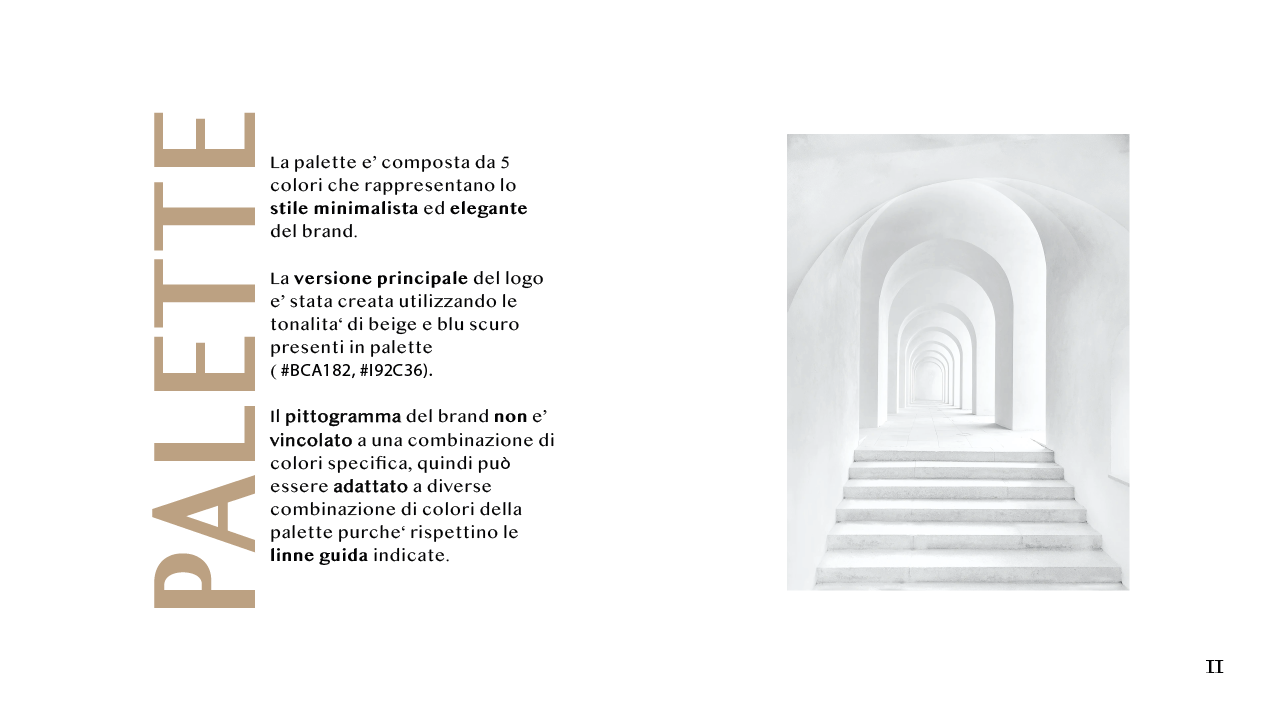 PALETTE
La palette e’ composta da 5
colori che rappresentano lo
stile minimalista ed elegante
del brand.
La versione principale del logo
e’ stata creata utilizzando le
tonalita‘ di beige e blu scuro
presenti in palette
( #BCA182, #I92C36).
Il pittogramma del brand non e’
vincolato a una combinazione di
colori specifica, quindi può
essere adattato a diverse
combinazione di colori della
palette purche‘ rispettino le
linne guida indicate.
II